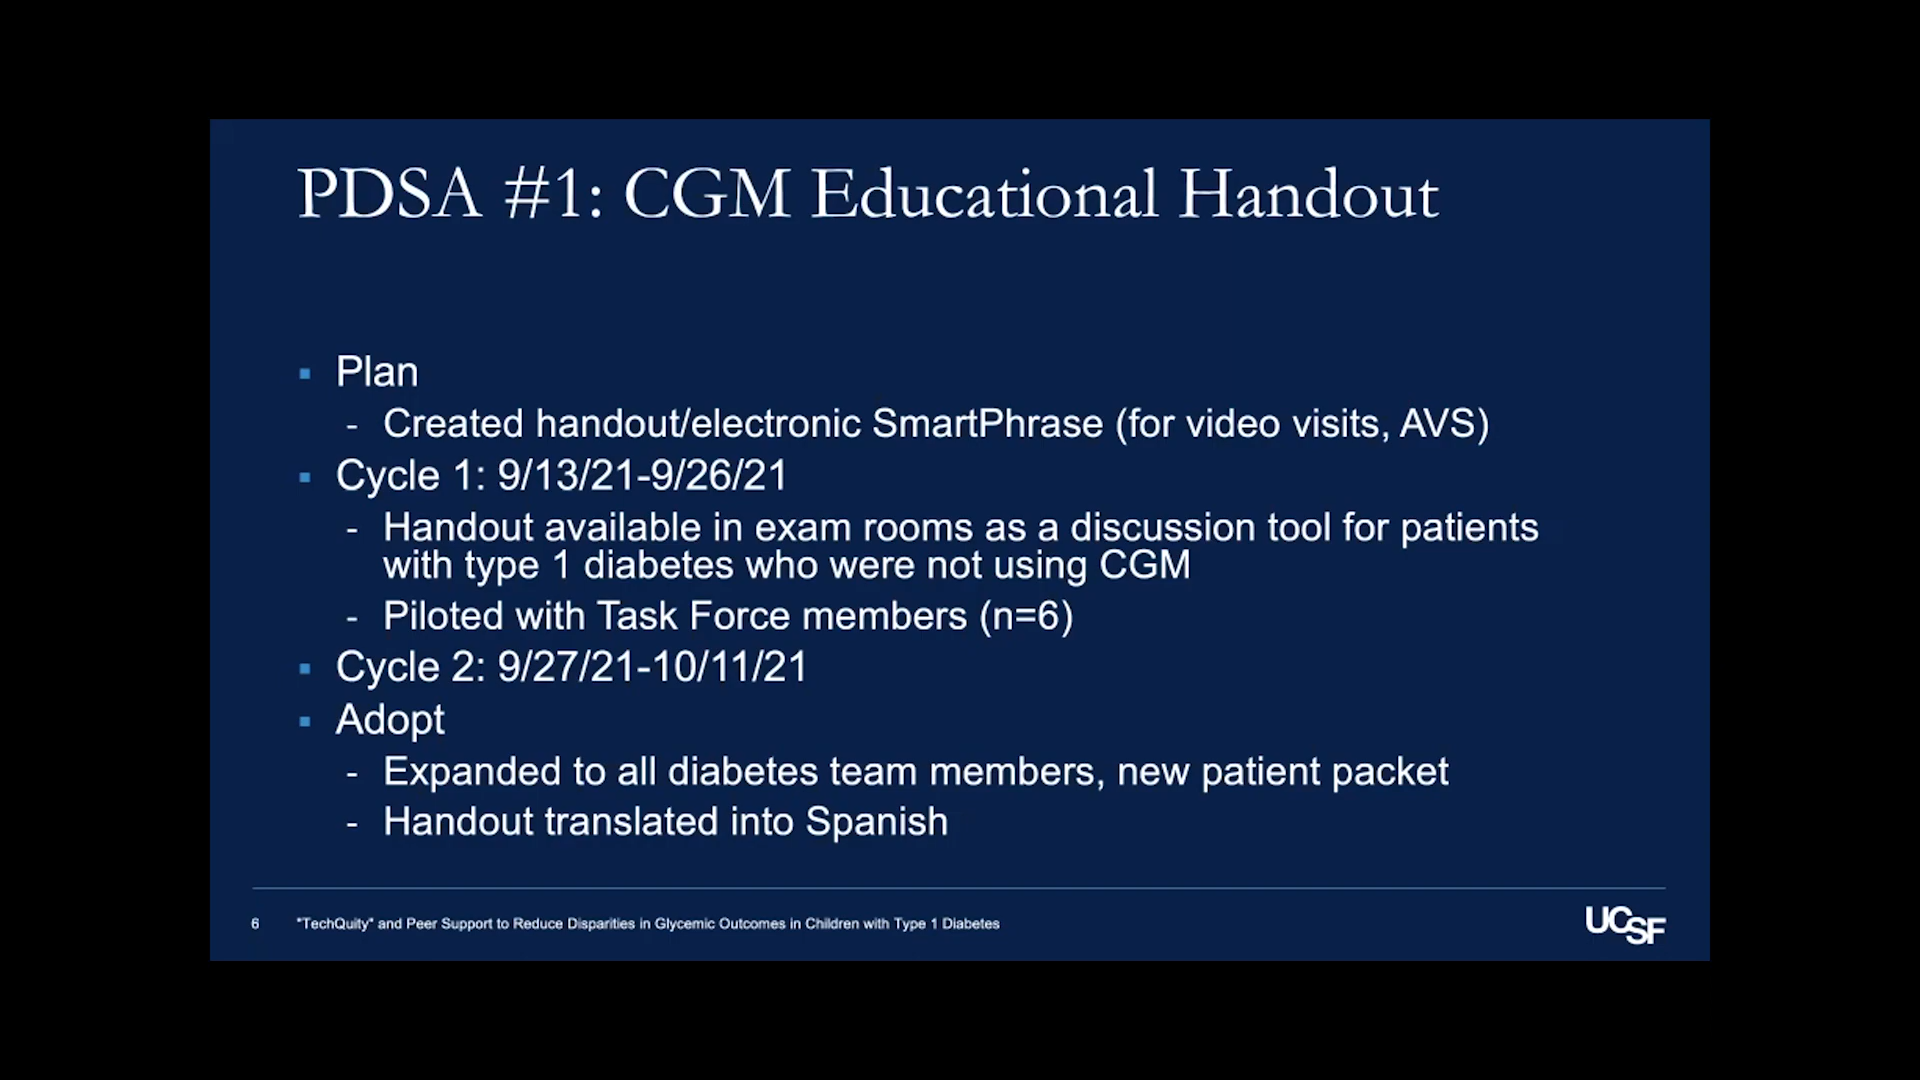 PDSA #1: CGM Educational Handout
▪ Plan
- Created handout/electronic SmartPhrase (for video visits, AVS)
▪ Cycle 1: 9/13/21-9/26/21
- Handout available in exam rooms as a discussion tool for patients
with type 1 diabetes who were not using CGM
- Piloted with Task Force members (n=6)
▪ Cycle 2: 9/27/21-10/11/21
▪ Adopt
- Expanded to all diabetes team members, new patient packet
- Handout translated into Spanish
6 "TechQuity" and Peer Support to Reduce Disparities in Glycemic Outcomes in Children with Type 1 Diabetes
UCSF